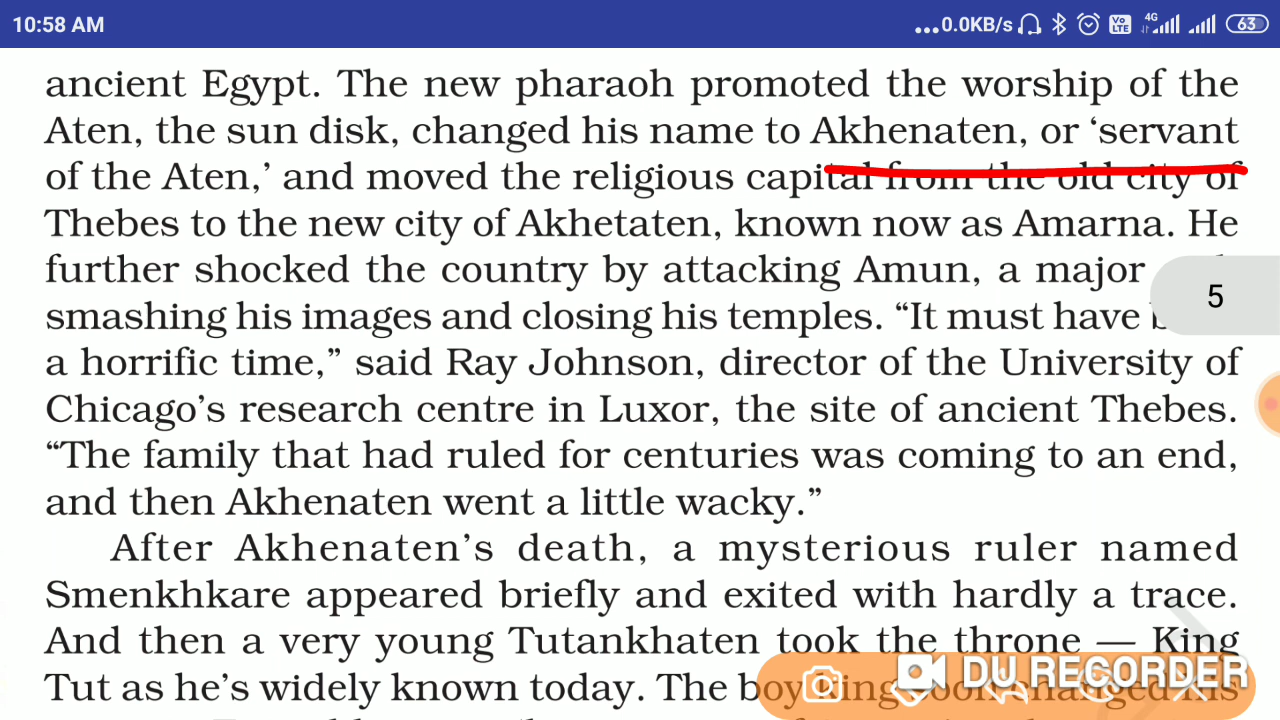 10:58 AM ...0.0KB/s Vo LTE 4G 63
ancient Egypt. The new pharaoh promoted the worship of the
Aten, the sun disk, changed his name to Akhenaten, or ‘servant
of the Aten,’ and moved the religious capital from the old city of
Thebes to the new city of Akhetaten, known now as Amarna. He
further shocked the country by attacking Amun, a major
5
smashing his images and closing his temples. “It must have
a horrific time,” said Ray Johnson, director of the University of
Chicago’s research centre in Luxor, the site of ancient Thebes.
“The family that had ruled for centuries was coming to an end,
and then Akhenaten went a little wacky.”
After Akhenaten’s death, a mysterious ruler named
Smenkhkare appeared briefly and exited with hardly a trace.
And then a very young Tutankhaten took the throne — King
Tut as he’s widely known today. The boy king soon changed his
DU RECORDER